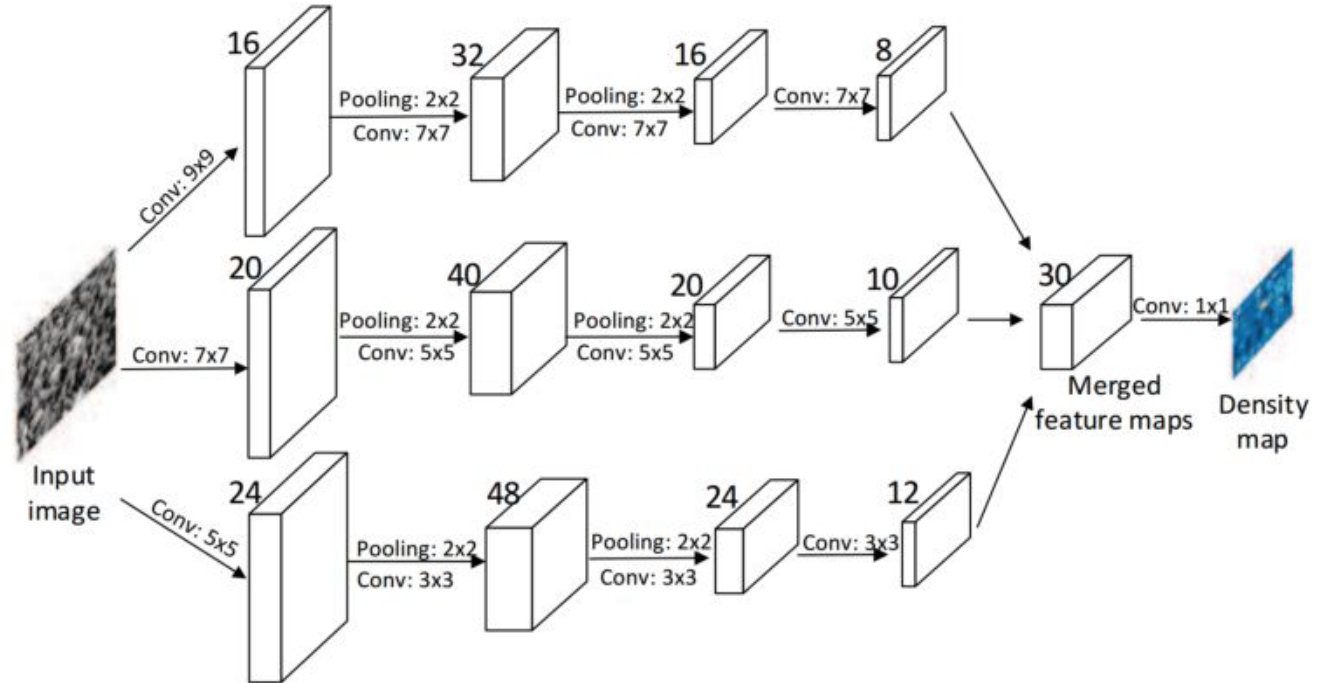 16
32
16
8
Pooling: 2x2
Conv: 7x7
Pooling: 2x2
Conv: 7x7
Conv: 7x7
Conv: 9x9
20
40
20
10
30
Pooling: 2x2
Conv: 5x5
Pooling: 2x2
Conv: 5x5
Conv: 5x5
Conv: 1x1
Conv: 7x7
Merged
feature maps
Density
map
Input
image
24
48
24
12
Conv: 5x5
Pooling: 2x2
Conv: 3x3
Pooling: 2x2
Conv: 3x3
Conv: 3x3